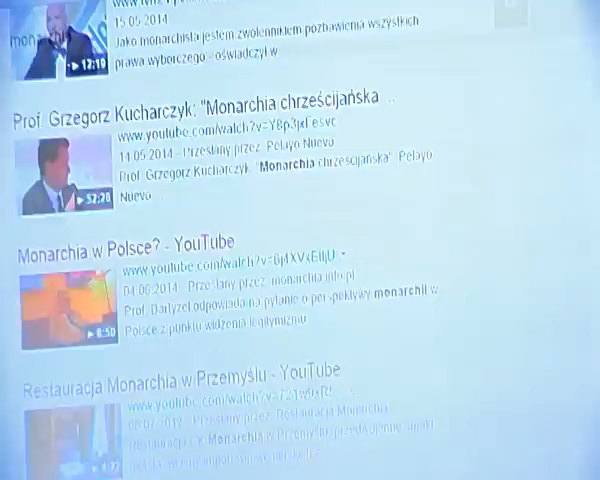 15.05.2014
Jako monarchista jestem zwolennikiem pozbawienia wszystkich
prawa wyborczego - oświadczył w
12:19
Prof. Grzegorz Kucharczyk: "Monarchia chrześcijańska ...
www.youtube.com/watch?v=
14.05.2014 - Przesłany przez: Pelayo Nuevo
Prof. Grzegorz Kucharczyk "Monarchia chrześcijańska". Pelayo
Nuevo
52:20
Monarchia w Polsce? - YouTube
www.youtube.com/watch?v=
04.06.2014 - Przesłany przez: monarchia.info.pl
Prof. Bartyzel odpowiada na pytanie o perspektywy monarchii w
Polsce z punktu widzenia legitymizmu
8:50
Restauracja Monarchia w Przemyślu - YouTube
www.youtube.com/watch?v=
Przesłany przez: Restauracja Monarchia
Restauracja Monarchia w Przemyślu